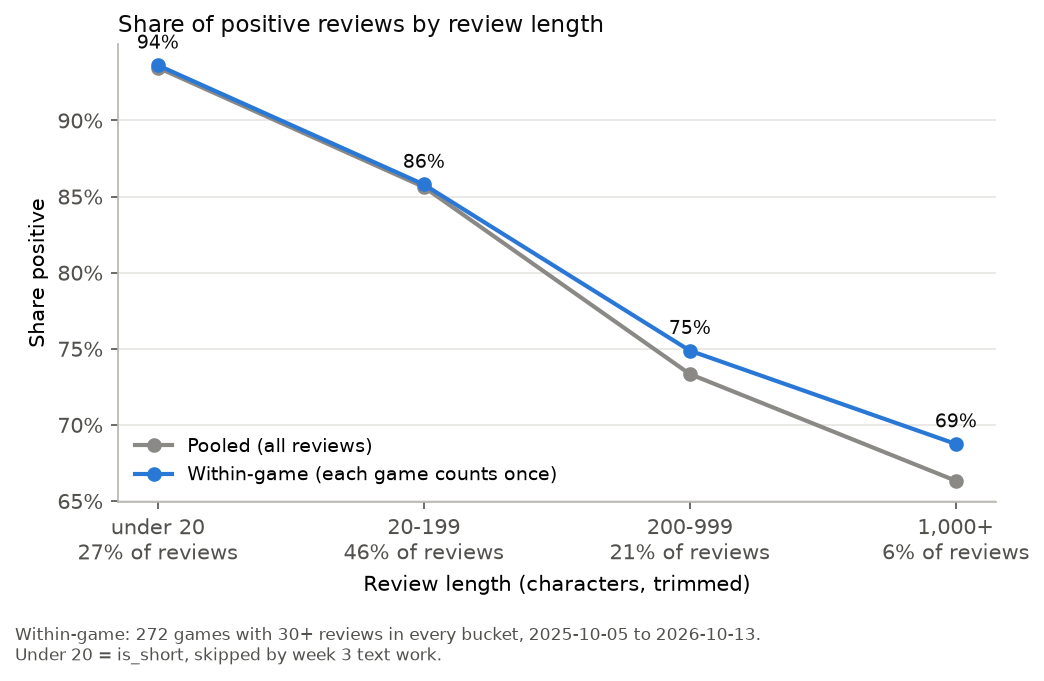 Share of positive reviews by review length
94%
86%
75%
69%
90%
85%
80%
75%
70%
65%
Share positive
Pooled (all reviews)
Within-game (each game counts once)
under 20
27% of reviews
20-199
46% of reviews
200-999
21% of reviews
1,000+
6% of reviews
Review length (characters, trimmed)
Within-game: 272 games with 30+ reviews in every bucket, 2025-10-05 to 2026-10-13.
Under 20 = is_short, skipped by week 3 text work.